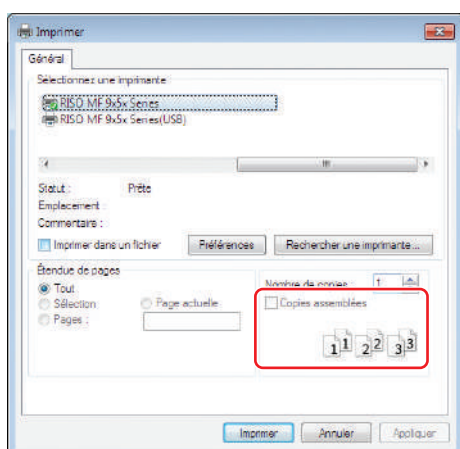 Imprimer
Général
Sélectionnez une imprimante
RISO MF 9x5x Series
RISO MF 9x5x Series(USB)
Statut : Prête
Emplacement :
Commentaire :
Imprimer dans un fichier Préférences Rechercher une imprimante...
Étendue de pages
Tout
Sélection Page actuelle
Pages :
Nombre de copies : 1
Copies assemblées
1 1 2 2 3 3
Imprimer Annuler Appliquer